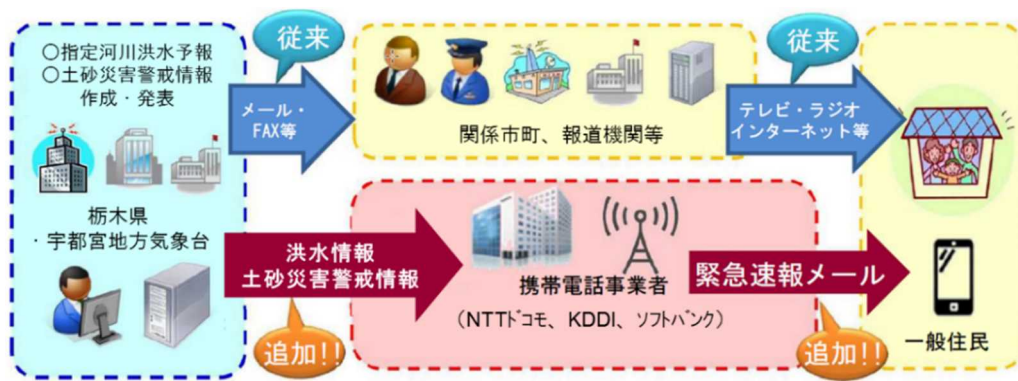 ○指定河川洪水予報
○土砂災害警戒情報
作成・発表
栃木県
・宇都宮地方気象台
従来
メール・
FAX等
関係市町、報道機関等
従来
テレビ・ラジオ
インターネット等
洪水情報
土砂災害警戒情報
追加!!
携帯電話事業者
（NTTﾄﾞコモ、KDDI、ソフトﾊﾞンク）
緊急速報メール
追加!!
一般住民